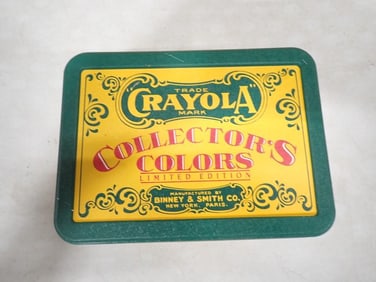 TRADE
"CRAYOLA"
MARK
COLLECTOR'S
COLORS
LIMITED EDITION
MANUFACTURED BY
BINNEY & SMITH CO.
NEW YORK, PARIS.